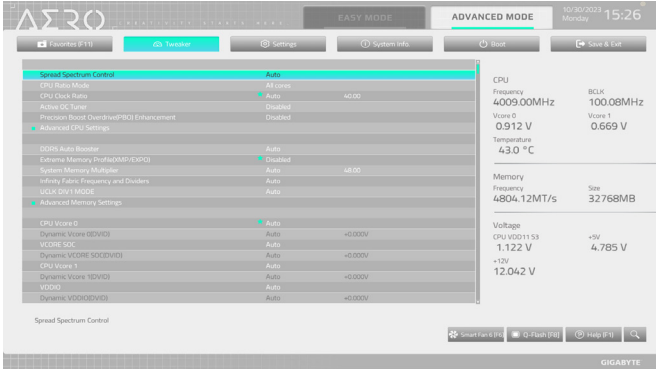 AERO
CREATIVITY STARTS HERE.
EASY MODE
ADVANCED MODE
10/30/2023
Monday
15:26
Favorites (F11)
Tweaker
Settings
System Info.
Boot
Save & Exit
Spread Spectrum Control Auto
CPU Ratio Mode All cores
CPU Clock Ratio Auto 40.00
Active OC Tuner Disabled
Precision Boost Overdrive(PBO) Enhancement Disabled
Advanced CPU Settings
DDR5 Auto Booster Auto
Extreme Memory Profile(XMP/EXPO) Disabled
System Memory Multiplier Auto 48.00
Infinity Fabric Frequency and Dividers Auto
UCLK DIV1 MODE Auto
Advanced Memory Settings
CPU Vcore 0 Auto
Dynamic Vcore 0(DVID) Auto +0.000V
VCORE SOC Auto
Dynamic VCORE SOC(DVID) Auto +0.000V
CPU Vcore 1 Auto
Dynamic Vcore 1(DVID) Auto +0.000V
VDDIO Auto
Dynamic VDDIO(DVID) Auto +0.000V
CPU
Frequency BCLK
4009.00MHz 100.08MHz
Vcore 0 Vcore 1
0.912 V 0.669 V
Temperature
43.0 °C
Memory
Frequency Size
4804.12MT/s 32768MB
Voltage
CPU VDD11 S3 +5V
1.122 V 4.785 V
+12V
12.042 V
Spread Spectrum Control
Smart Fan 6 (F6)
Q-Flash (F8)
Help (F1)
GIGABYTE